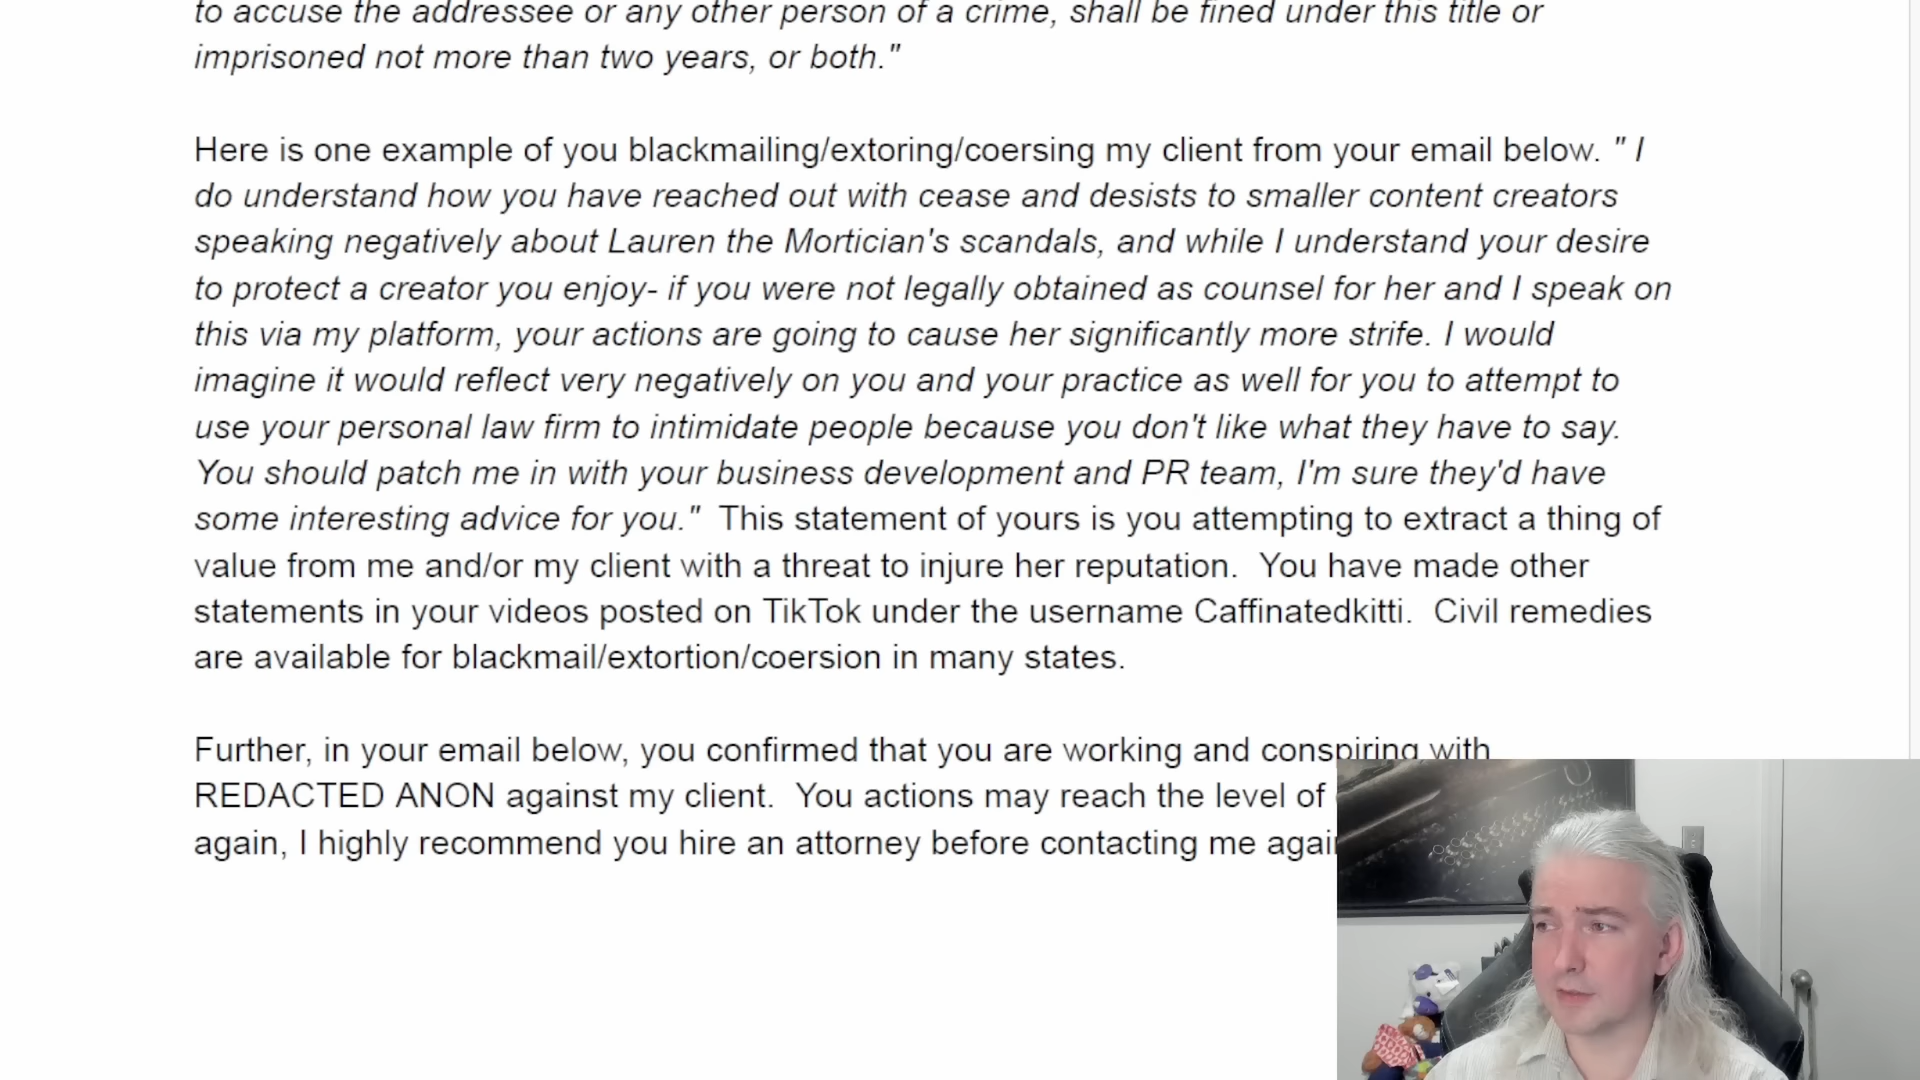 to accuse the addressee or any other person of a crime, shall be fined under this title or
imprisoned not more than two years, or both."
Here is one example of you blackmailing/extoring/coersing my client from your email below. " I
do understand how you have reached out with cease and desists to smaller content creators
speaking negatively about Lauren the Mortician's scandals, and while I understand your desire
to protect a creator you enjoy- if you were not legally obtained as counsel for her and I speak on
this via my platform, your actions are going to cause her significantly more strife. I would
imagine it would reflect very negatively on you and your practice as well for you to attempt to
use your personal law firm to intimidate people because you don't like what they have to say.
You should patch me in with your business development and PR team, I'm sure they'd have
some interesting advice for you."  This statement of yours is you attempting to extract a thing of
value from me and/or my client with a threat to injure her reputation.  You have made other
statements in your videos posted on TikTok under the username Caffinatedkitti.  Civil remedies
are available for blackmail/extortion/coersion in many states.
Further, in your email below, you confirmed that you are working and conspiring with
REDACTED ANON against my client.  You actions may reach the level of
again, I highly recommend you hire an attorney before contacting me